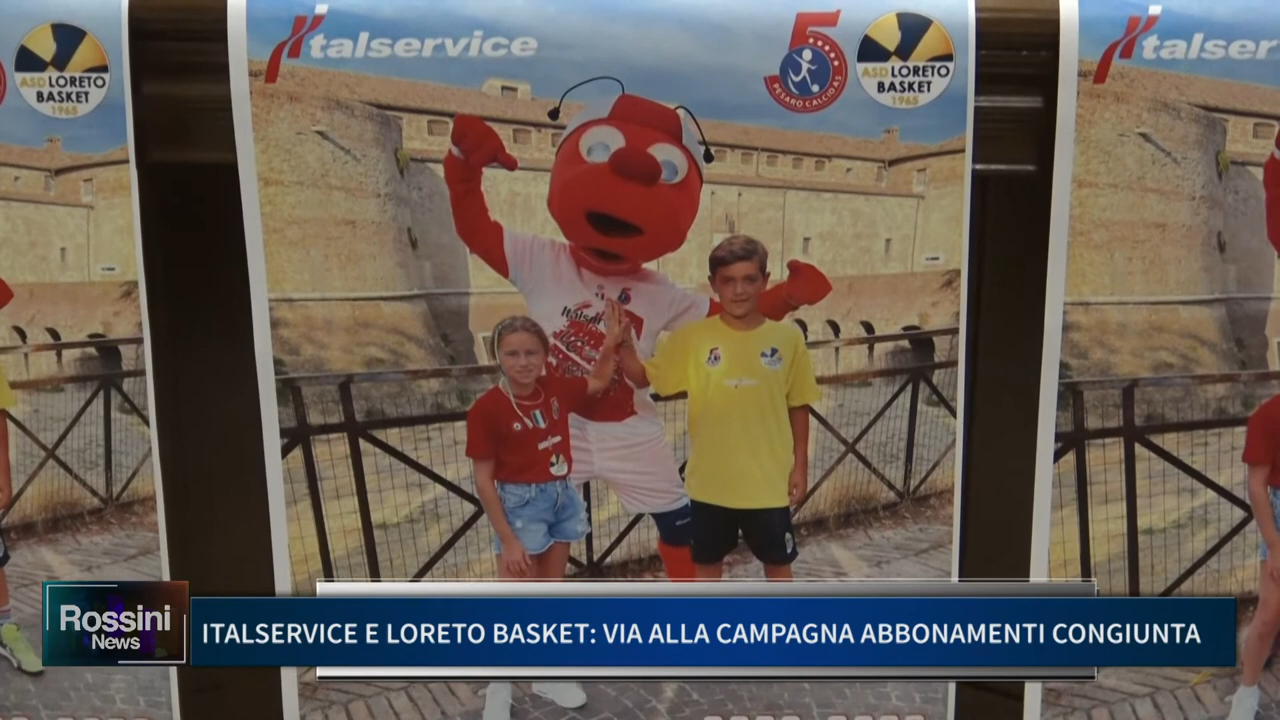 Italservice
5
PESARO CALCIO A5
ASD LORETO
BASKET
1965
ASD LORETO
BASKET
1965
Italser
Rossini
News
ITALSERVICE E LORETO BASKET: VIA ALLA CAMPAGNA ABBONAMENTI CONGIUNTA